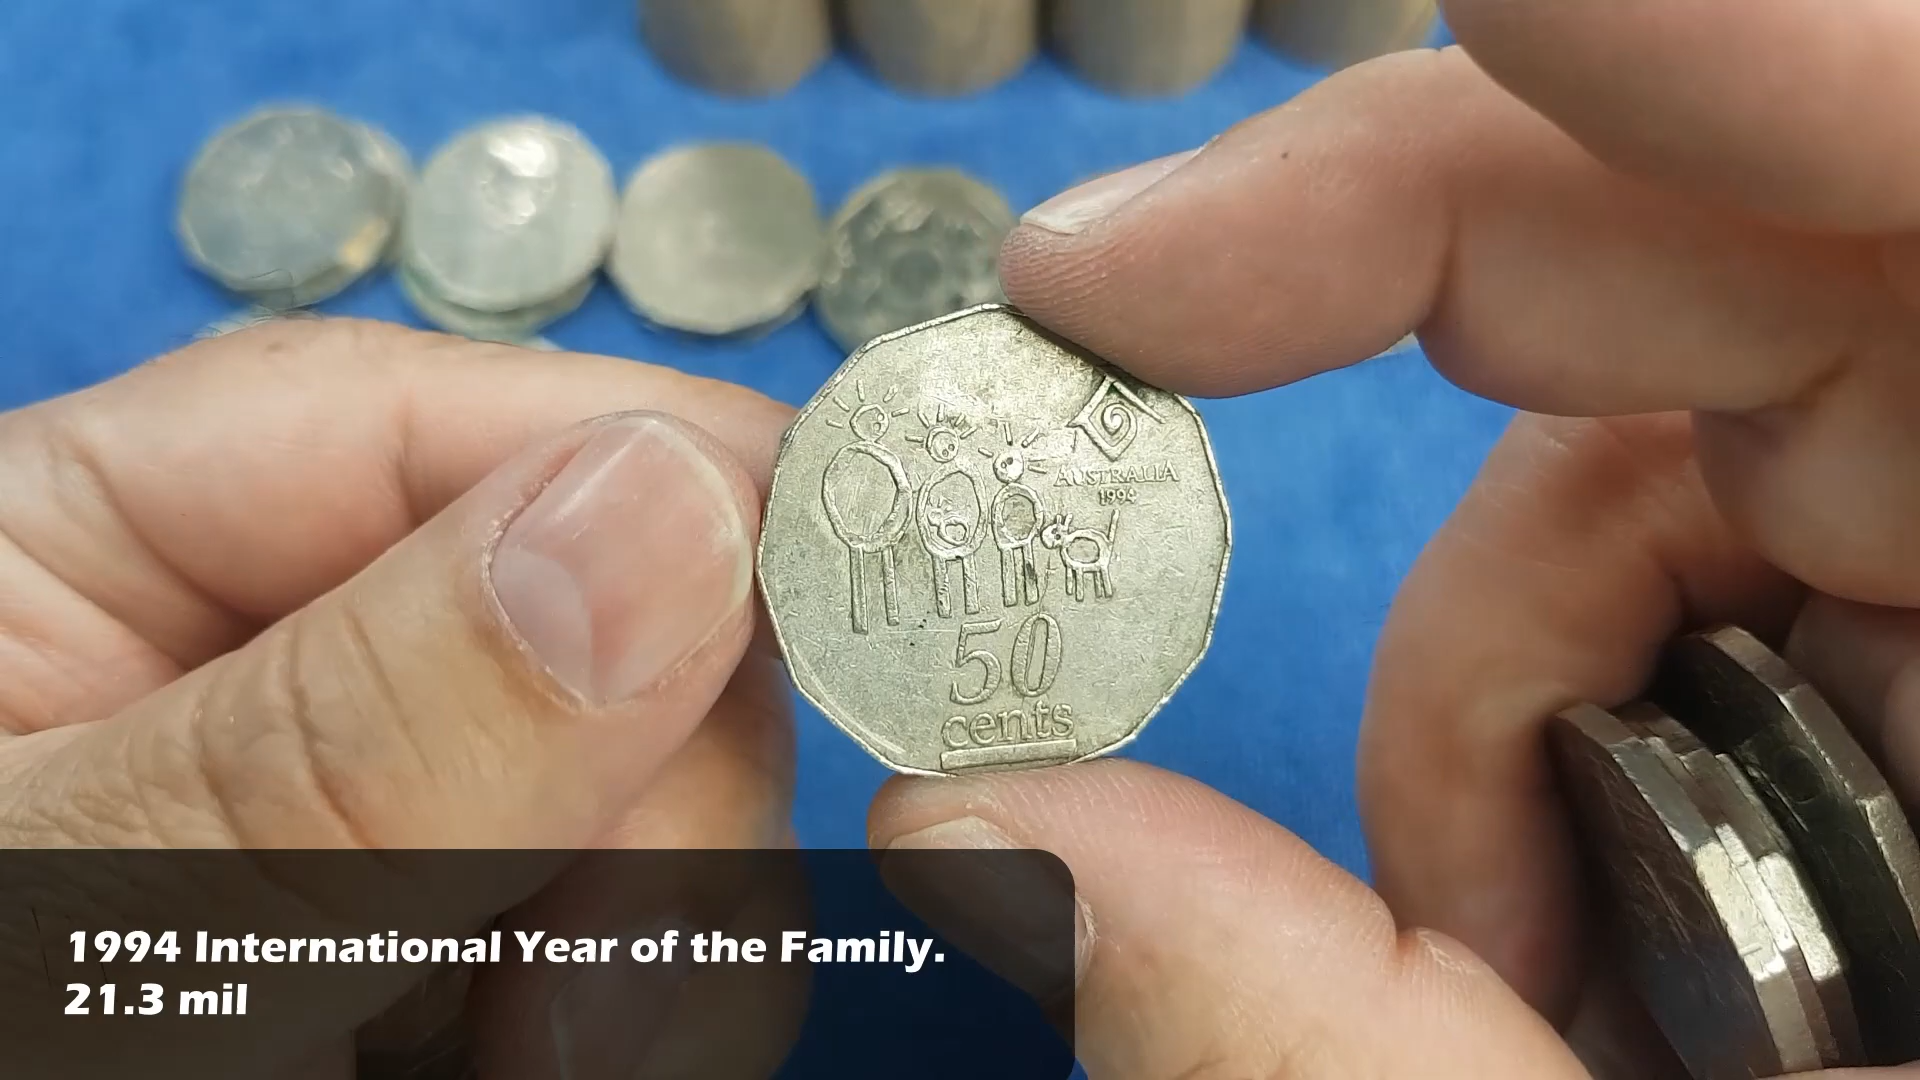 AUSTRALIA
1994
50
cents
1994 International Year of the Family.
21.3 mil